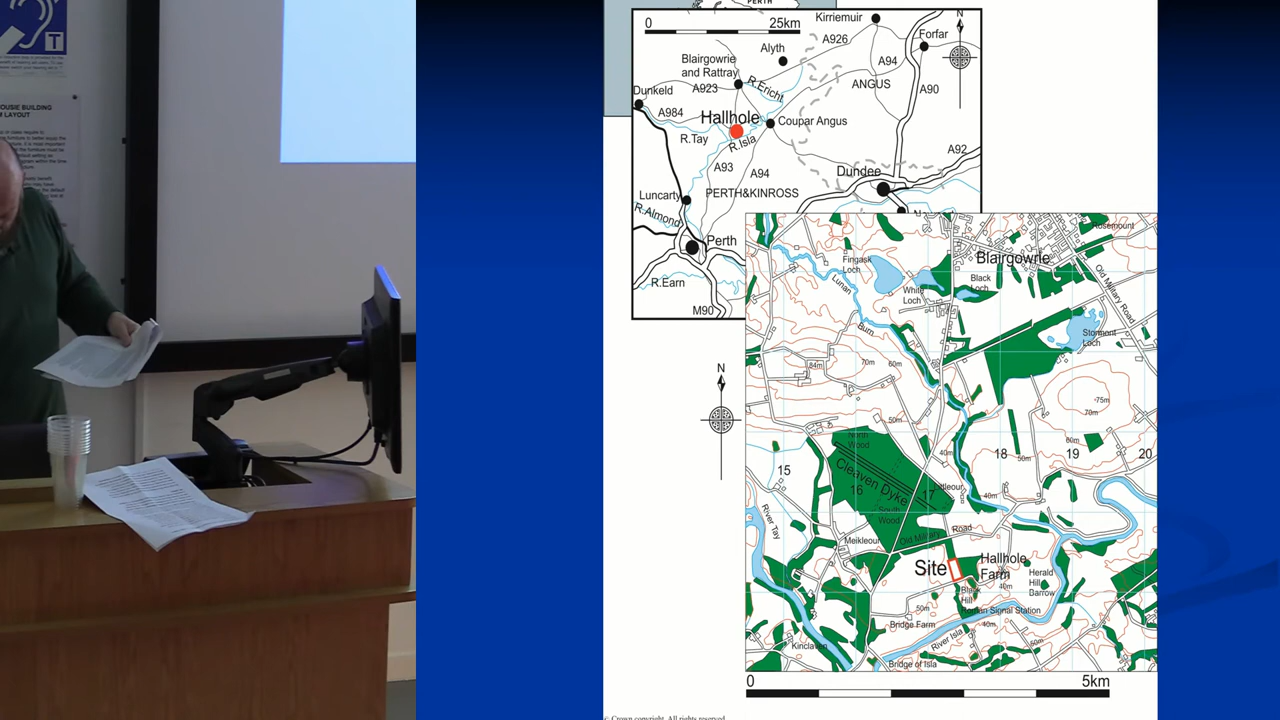 T
OUSIE BUILDING
M LAYOUT
PERTH
0 25km
Kirriemuir
N
A926
Forfar
Alyth
Blairgowrie
and Rattray
A94
ANGUS
A90
R.Ericht
A923
Dunkeld
A984
Hallhole
Coupar Angus
R.Tay
R.Isla
A92
A93
A94
Dundee
PERTH&KINROSS
Luncarty
R.Almond
Perth
R.Earn
M90
N
Rosemount
Blairgowrie
Fingask
Loch
White
Loch
Black
Loch
Old Military Road
Lunan
Burn
Stormont
Loch
84m
70m
60m
75m
70m
50m
60m
North
Wood
40m
50m
15
18
19
20
Cleaven Dyke
16
17
Littleour
40m
South
Wood
River Tay
Meikleour
Old Military
Road
Site
Hallhole
Farm
40m
Herald
Hill
Barrow
Black
Hill
Roman Signal Station
50m
Bridge Farm
40m
50m
River Isla
Kinclaven
Bridge of Isla
0 5km
© Crown copyright. All rights reserved